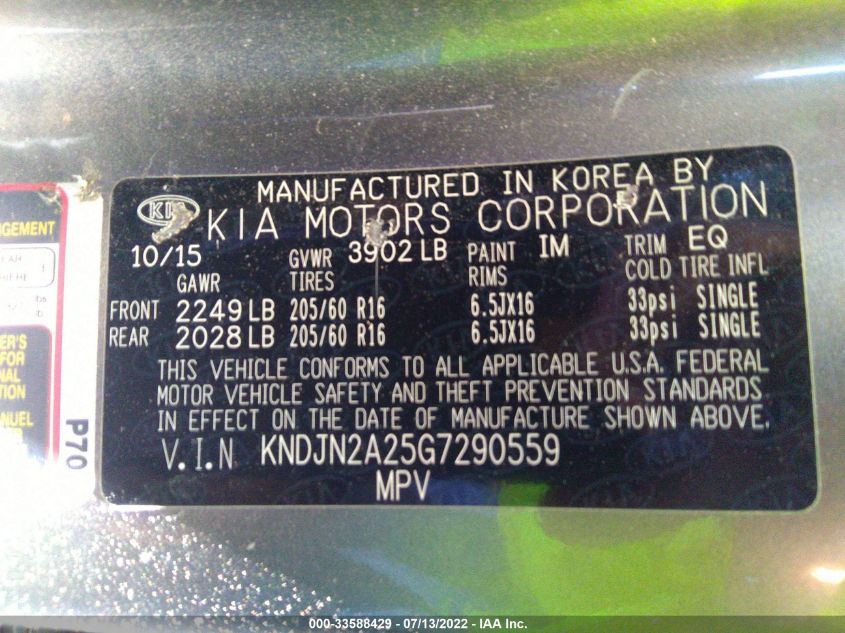 MANUFACTURED IN KOREA BY
KIA KIA MOTORS CORPORATION
10/15 GVWR 3902 LB PAINT IM TRIM EQ
GAWR TIRES RIMS COLD TIRE INFL
FRONT 2249 LB 205/60 R16 6.5JX16 33psi SINGLE
REAR 2028 LB 205/60 R16 6.5JX16 33psi SINGLE
THIS VEHICLE CONFORMS TO ALL APPLICABLE U.S.A. FEDERAL
MOTOR VEHICLE SAFETY AND THEFT PREVENTION STANDARDS
IN EFFECT ON THE DATE OF MANUFACTURE SHOWN ABOVE.
V.I.N KNDJN2A25G7290559
MPV
P70
000-33588429 - 07/13/2022 - IAA Inc.